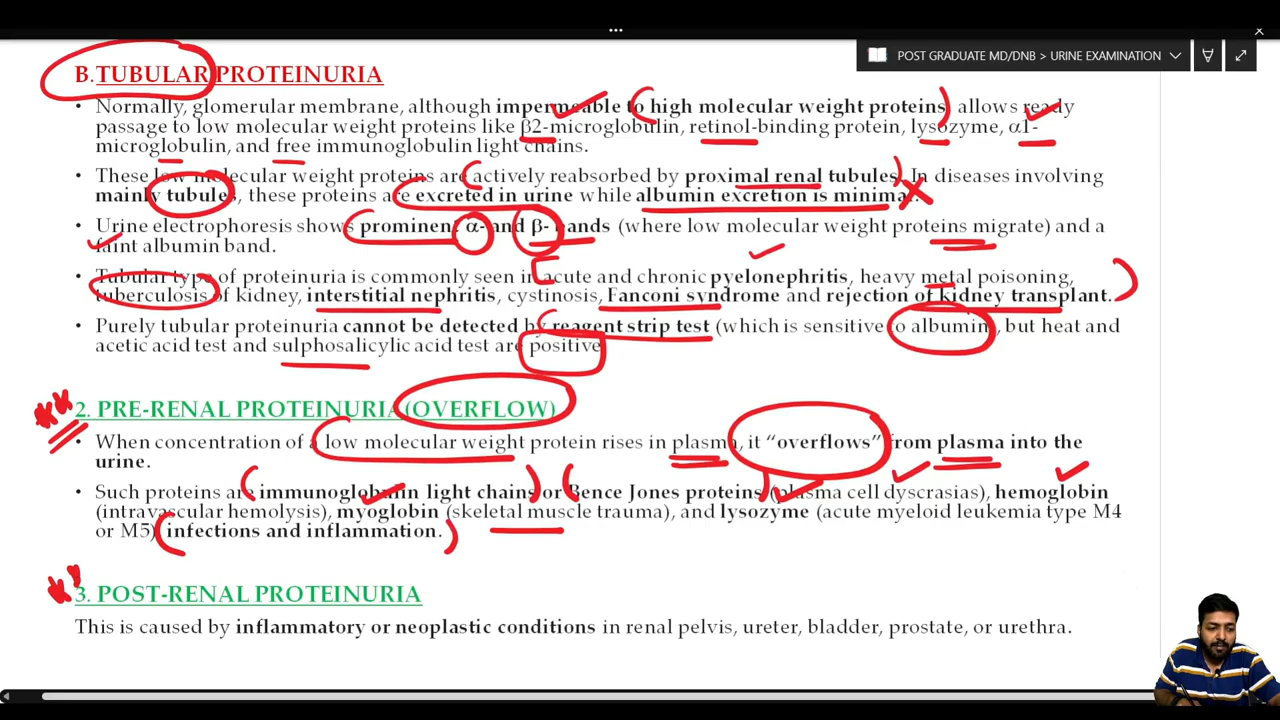 POST GRADUATE MD/DNB > URINE EXAMINATION
B.TUBULAR PROTEINURIA
• Normally, glomerular membrane, although impermeable to high molecular weight proteins, allows ready
passage to low molecular weight proteins like β2-microglobulin, retinol-binding protein, lysozyme, α1-
microglobulin, and free immunoglobulin light chains.
• These low molecular weight proteins are actively reabsorbed by proximal renal tubules. In diseases involving
mainly tubules, these proteins are excreted in urine while albumin excretion is minimal.
• Urine electrophoresis shows prominent α- and β- bands (where low molecular weight proteins migrate) and a
faint albumin band.
• Tubular type of proteinuria is commonly seen in acute and chronic pyelonephritis, heavy metal poisoning,
tuberculosis of kidney, interstitial nephritis, cystinosis, Fanconi syndrome and rejection of kidney transplant.
• Purely tubular proteinuria cannot be detected by reagent strip test (which is sensitive to albumin), but heat and
acetic acid test and sulphosalicylic acid test are positive.
2. PRE-RENAL PROTEINURIA (OVERFLOW)
• When concentration of a low molecular weight protein rises in plasma, it “overflows” from plasma into the
urine.
• Such proteins are immunoglobulin light chains or Bence Jones proteins (plasma cell dyscrasias), hemoglobin
(intravascular hemolysis), myoglobin (skeletal muscle trauma), and lysozyme (acute myeloid leukemia type M4
or M5), infections and inflammation.
3. POST-RENAL PROTEINURIA
This is caused by inflammatory or neoplastic conditions in renal pelvis, ureter, bladder, prostate, or urethra.